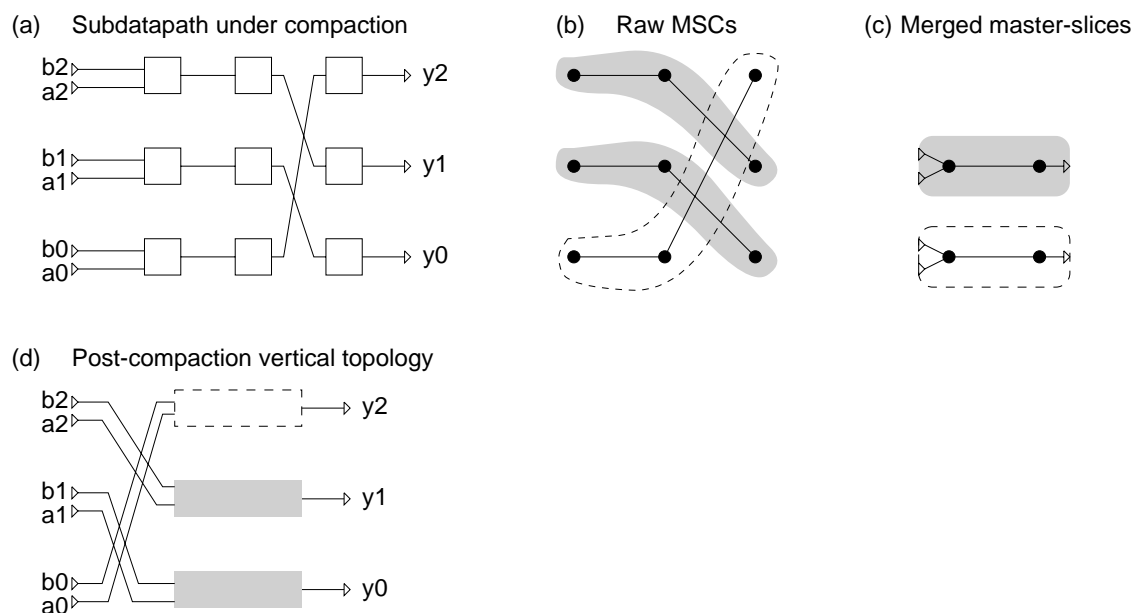 (a) Subdatapath under compaction
b2
a2
y2
b1
a1
y1
b0
a0
y0
(b) Raw MSCs
(c) Merged master-slices
(d) Post-compaction vertical topology
b2
a2
y2
b1
a1
y1
b0
a0
y0